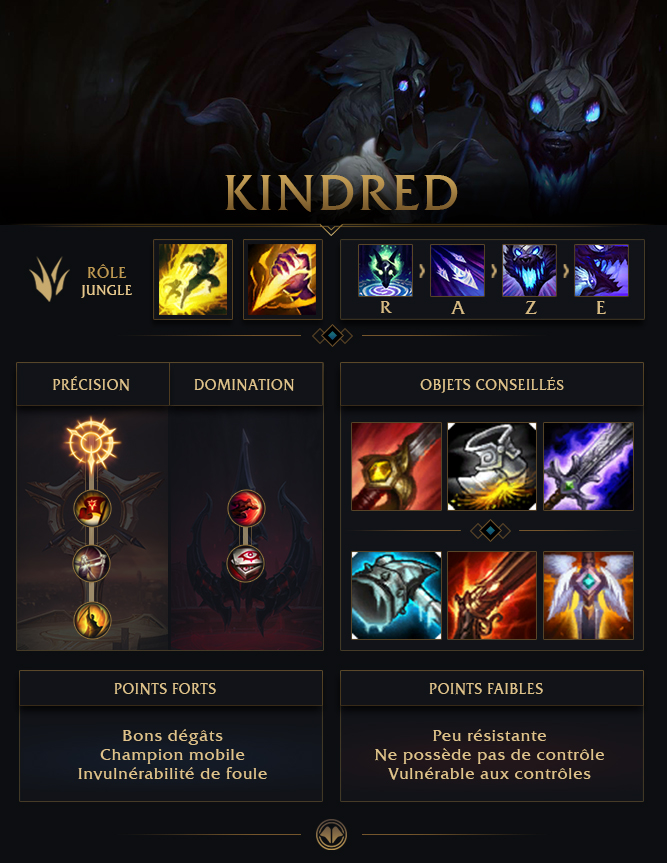 KINDRED
RÔLE
JUNGLE
R
A
Z
E
PRÉCISION
DOMINATION
OBJETS CONSEILLÉS
POINTS FORTS
Bons dégâts
Champion mobile
Invulnérabilité de foule
POINTS FAIBLES
Peu résistante
Ne possède pas de contrôle
Vulnérable aux contrôles